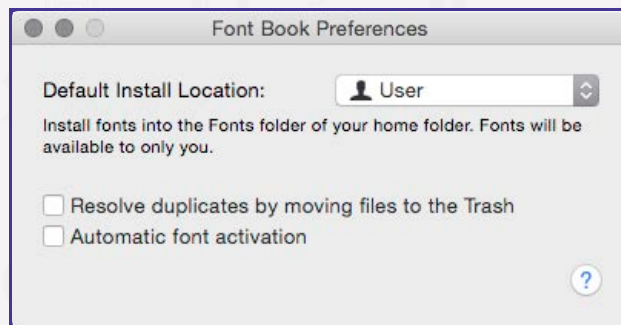 Font Book Preferences
Default Install Location: User
Install fonts into the Fonts folder of your home folder. Fonts will be
available to only you.
Resolve duplicates by moving files to the Trash
Automatic font activation
?